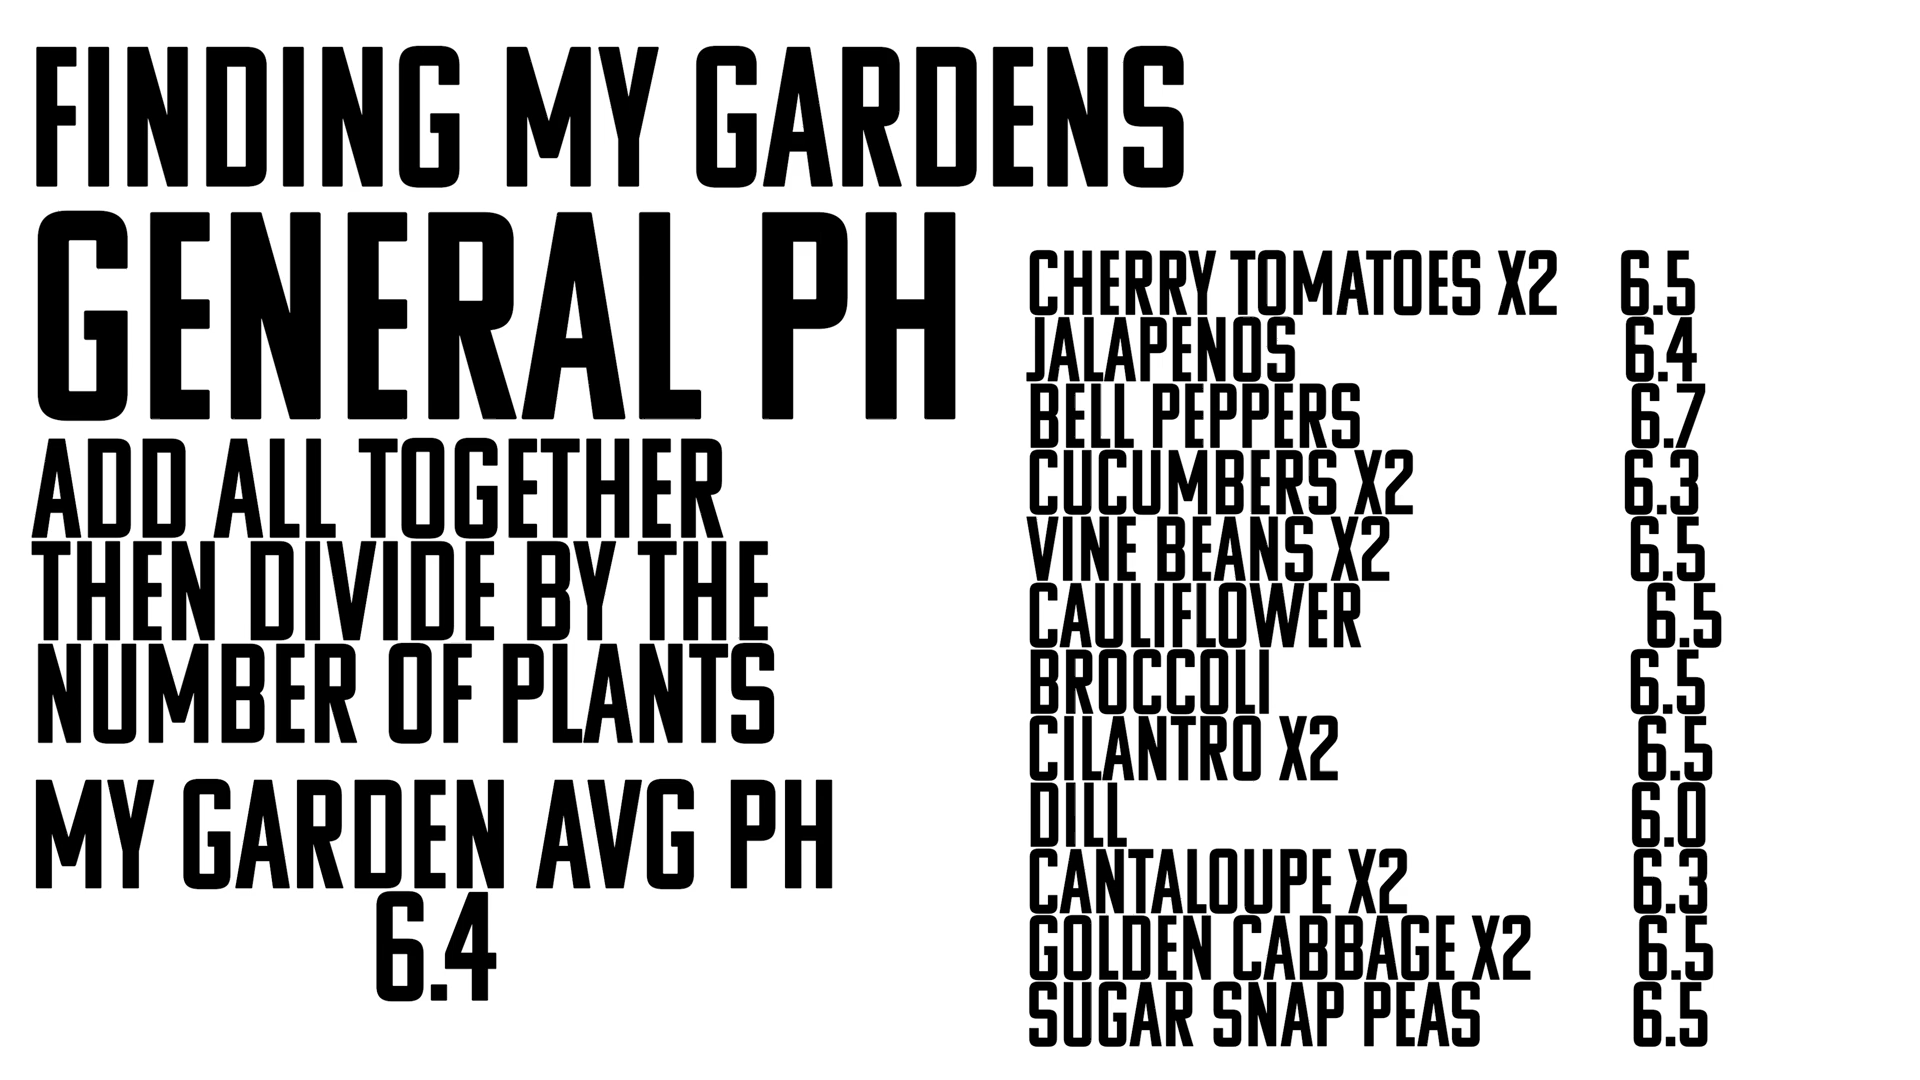 FINDING MY GARDENS
GENERAL PH
ADD ALL TOGETHER
THEN DIVIDE BY THE
NUMBER OF PLANTS
MY GARDEN AVG PH
6.4
CHERRY TOMATOES X2 6.5
JALAPENOS 6.4
BELL PEPPERS 6.7
CUCUMBERS X2 6.3
VINE BEANS X2 6.5
CAULIFLOWER 6.5
BROCCOLI 6.5
CILANTRO X2 6.5
DILL 6.0
CANTALOUPE X2 6.3
GOLDEN CABBAGE X2 6.5
SUGAR SNAP PEAS 6.5